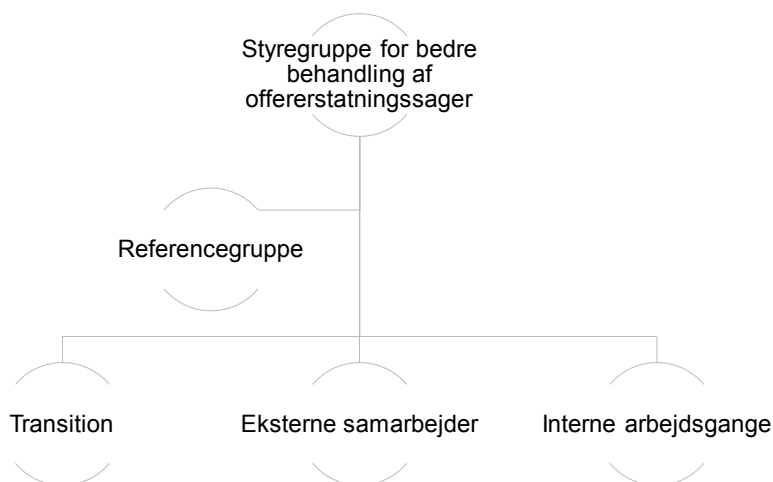 Styregruppe for bedre
behandling af
offererstatningssager
Referencegruppe
Transition
Eksterne samarbejder
Interne arbejdsgange